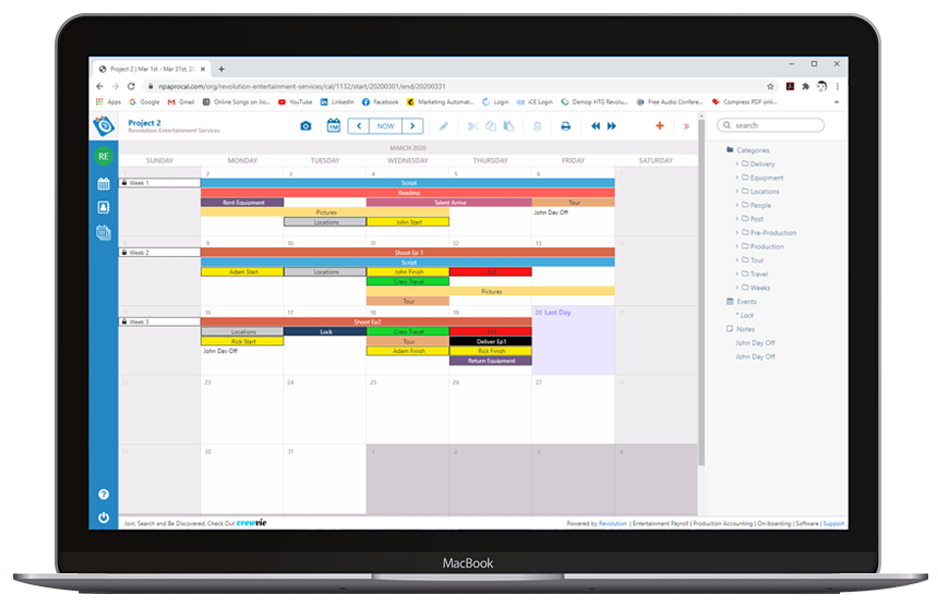 Project 2 | Mar 1st - Mar 31st, 20
npaprocal.com/org/revolution-entertainment-services/cal/1132/start/20200301/end/20200331
Apps Google Gmail Online Songs on Jio... YouTube LinkedIn Facebook Marketing Automat... Login iCE Login Demop HTG Revolu... Free Audio Confere... Compress PDF onli...
Project 2
Revolution Entertainment Services
1M NOW
search
RE
MARCH 2020
SUNDAY MONDAY TUESDAY WEDNESDAY THURSDAY FRIDAY SATURDAY
2 3 4 5 6
Week 1 Script
Reading
Rent Equipment Talent Arrive Tour
Pictures John Day Off
Locations John Start
9 10 11 12 13
Week 2 Shoot Ep 1
Script
Adam Start Locations John Finish Edit
Crew Travel
Pictures
Tour
16 17 18 19 20 Last Day
Week 3 Shoot Ep2
Locations Lock Crew Travel Edit
Rick Start Tour Deliver Ep1
John Day Off Adam Finish Rick Finish
Return Equipment
22 23 24 25 26 27 28
29 30 31 1 2 3 4
Categories
Delivery
Equipment
Locations
People
Post
Pre-Production
Production
Tour
Travel
Weeks
Events
* Lock
Notes
John Day Off
John Day Off
Join, Search and Be Discovered. Check Out crewvie
Powered by Revolution | Entertainment Payroll | Production Accounting | On-boarding | Software | Support
MacBook